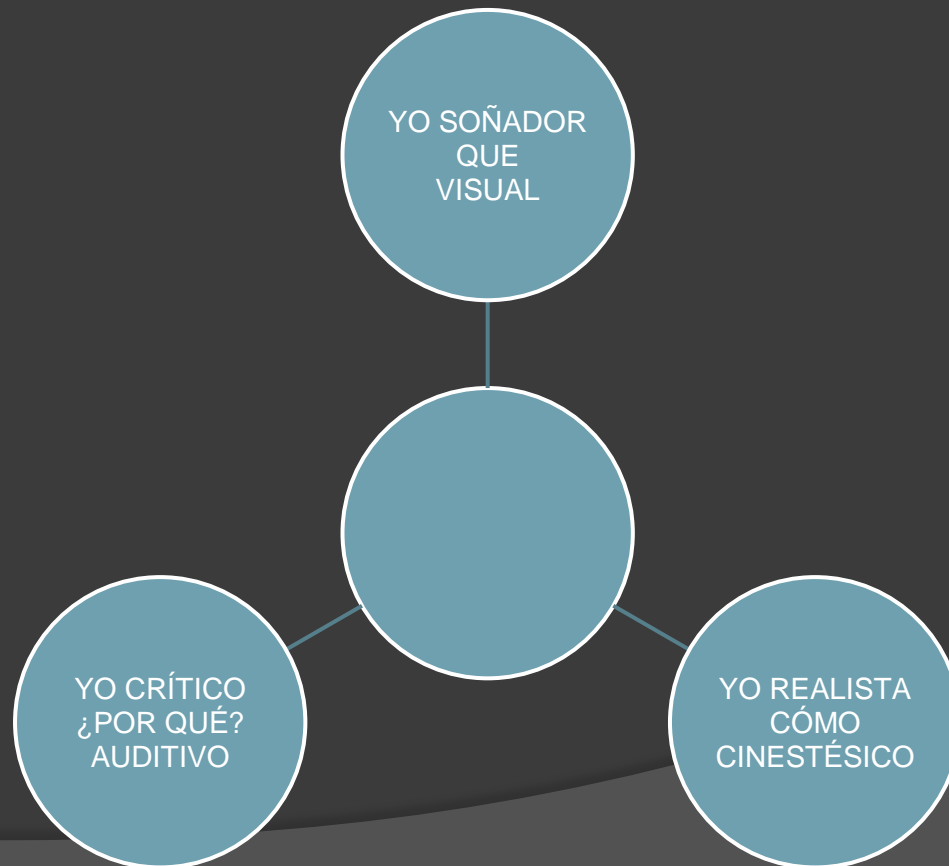 YO SOÑADOR
QUE
VISUAL
YO CRÍTICO
¿POR QUÉ?
AUDITIVO
YO REALISTA
CÓMO
CINESTÉSICO